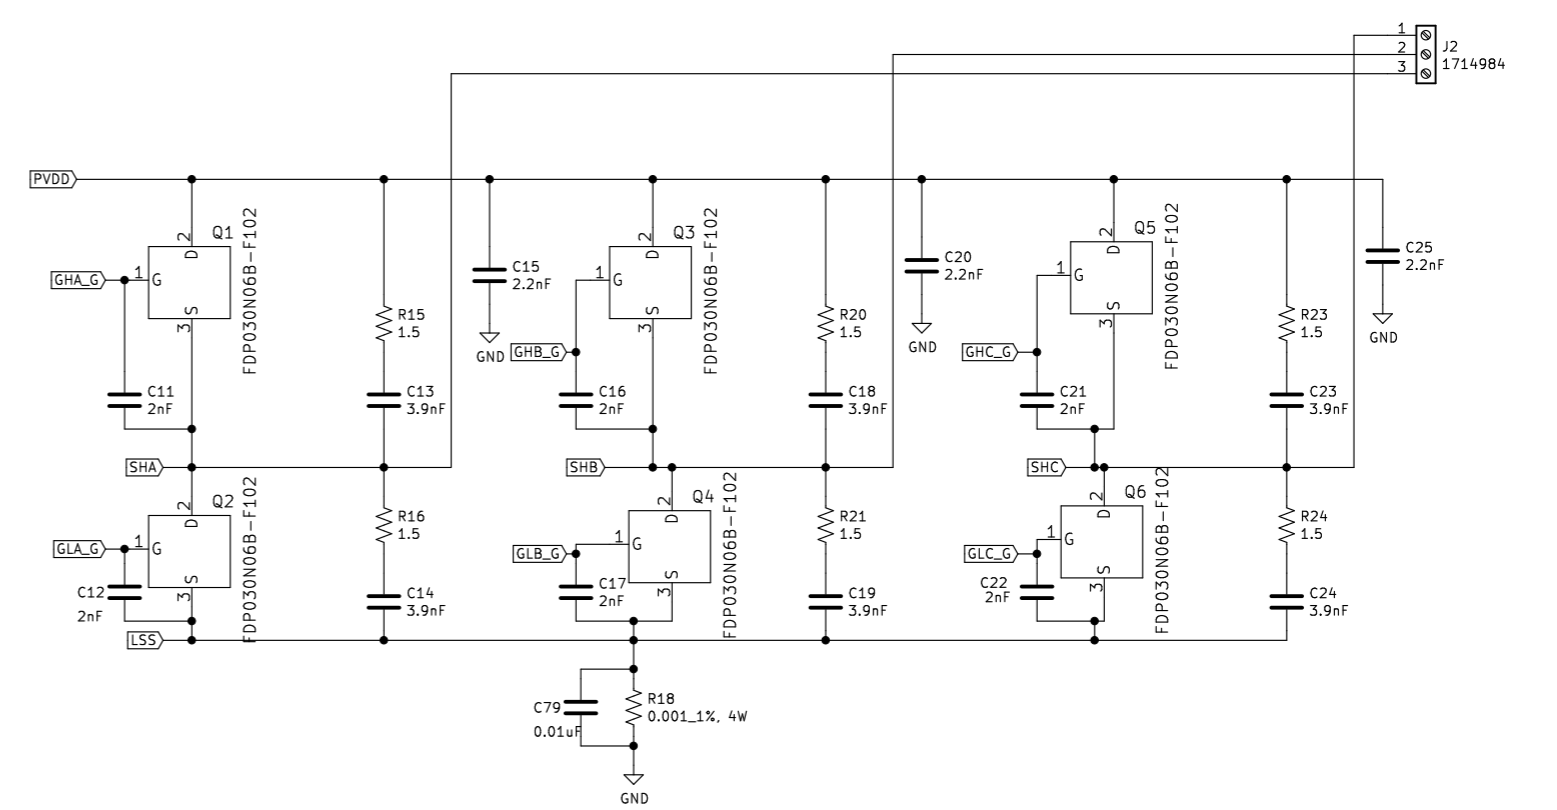 1
2
3
J2
1714984
PVDD
Q1
2
D
GHA_G
1
G
S
3
FDP030N06B-F102
C11
2nF
R15
1.5
C13
3.9nF
C15
2.2nF
GND
Q3
2
D
1
G
S
3
FDP030N06B-F102
GHB_G
C16
2nF
R20
1.5
C18
3.9nF
C20
2.2nF
GND
Q5
2
D
1
G
S
3
FDP030N06B-F102
GHC_G
C21
2nF
R23
1.5
C23
3.9nF
C25
2.2nF
GND
SHA
Q2
2
D
GLA_G
1
G
S
3
FDP030N06B-F102
C12
2nF
R16
1.5
C14
3.9nF
SHB
Q4
2
D
GLB_G
1
G
S
3
FDP030N06B-F102
C17
2nF
R21
1.5
C19
3.9nF
SHC
Q6
2
D
GLC_G
1
G
S
3
FDP030N06B-F102
C22
2nF
R24
1.5
C24
3.9nF
LSS
C79
0.01uF
R18
0.001_1%, 4W
GND